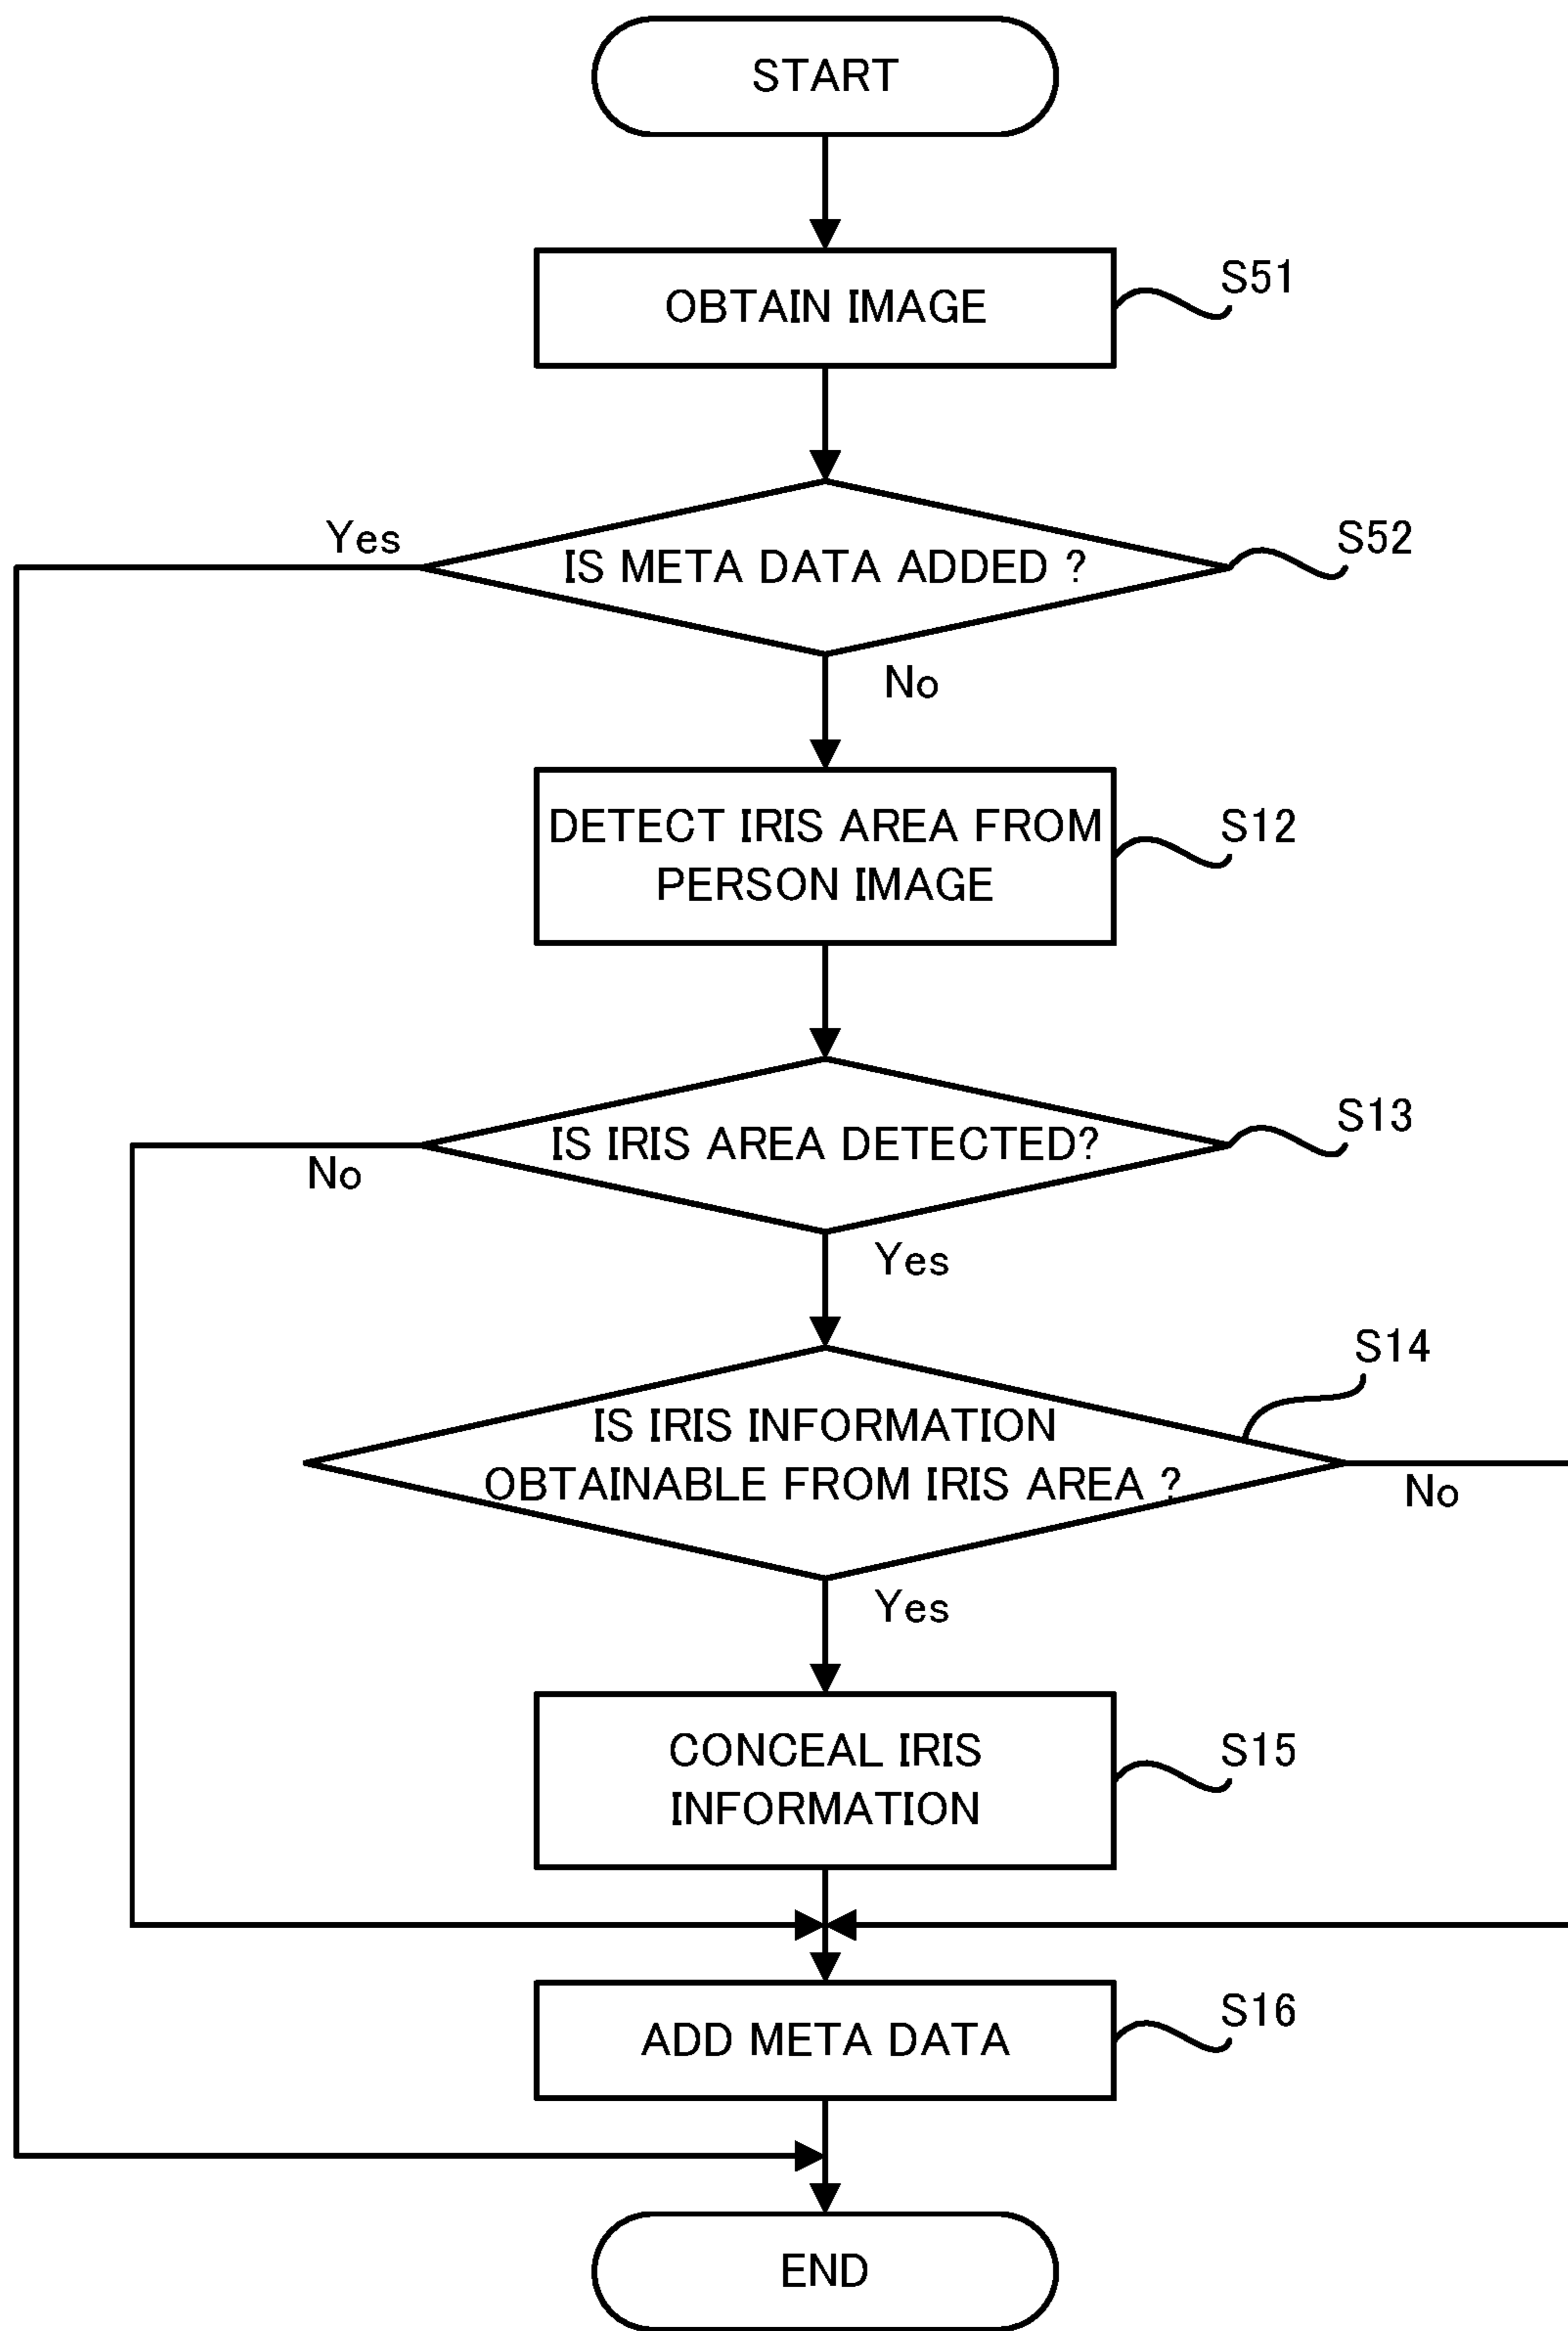 START
OBTAIN IMAGE
S51
IS META DATA ADDED ?
S52
Yes
No
DETECT IRIS AREA FROM
PERSON IMAGE
S12
IS IRIS AREA DETECTED?
S13
No
Yes
S14
IS IRIS INFORMATION
OBTAINABLE FROM IRIS AREA ?
No
Yes
CONCEAL IRIS
INFORMATION
S15
ADD META DATA
S16
END